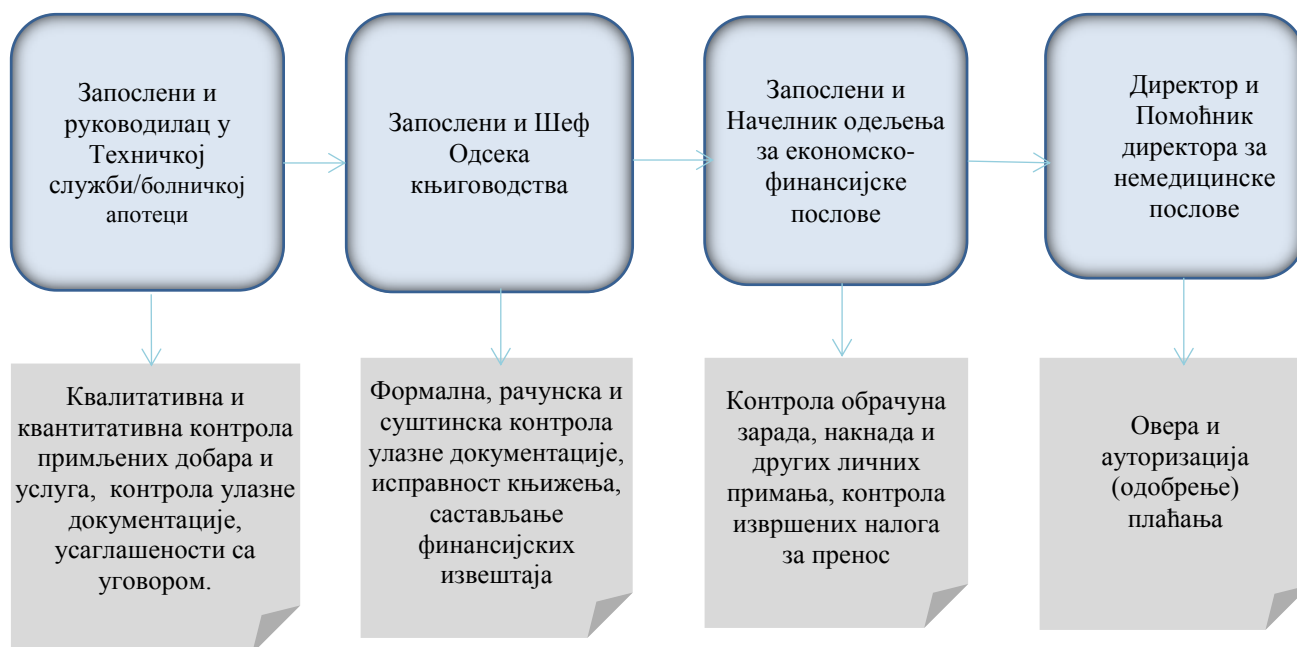 Запослени и
руководилац у
Техничкој
служби/болничкој
апотеци
Запослени и Шеф
Одсека
књиговодства
Запослени и
Начелник одељења
за економско-
финансијске
послове
Директор и
Помоћник
директора за
немедицинске
послове
Квалитативна и
квантитативна контрола
примљених добара и
услуга, контрола улазне
документације,
усаглашености са
уговором.
Формална, рачунска и
суштинска контрола
улазне документације,
исправност књижења,
састављање
финансијских
извештаја
Контрола обрачуна
зарада, накнада и
других личних
примања, контрола
извршених налога
за пренос
Овера и
ауторизација
(одобрење)
плаћања